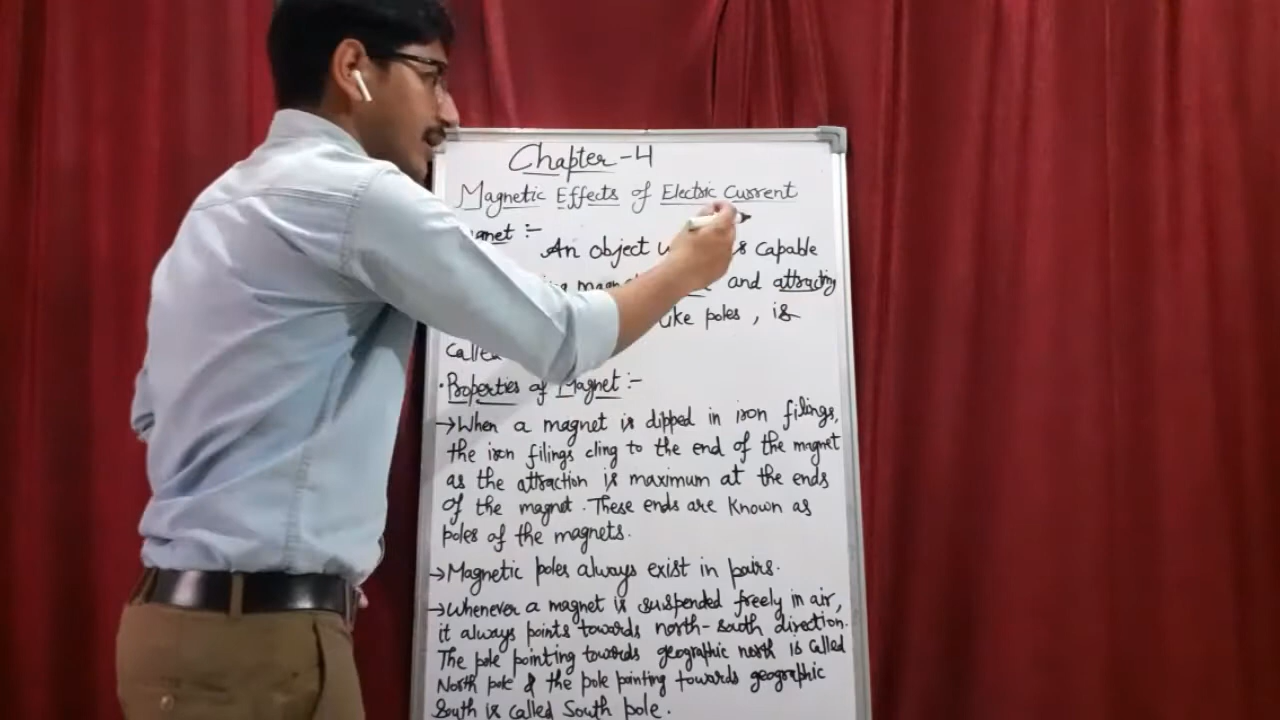 Chapter-4
Magnetic Effects of Electric Current
:-
An object capable
and attracting
poles, is
Called
• Properties of Magnet :-
→ When a magnet is dipped in iron filings,
the iron filings cling to the end of the magnet
as the attraction is maximum at the ends
of the magnet. These ends are known as
poles of the magnets.
→ Magnetic poles always exist in pairs.
→ Whenever a magnet is suspended freely in air,
it always points towards north-south direction.
The pole pointing towards geographic north is called
North pole & the pole pointing towards geographic
South is called South pole.